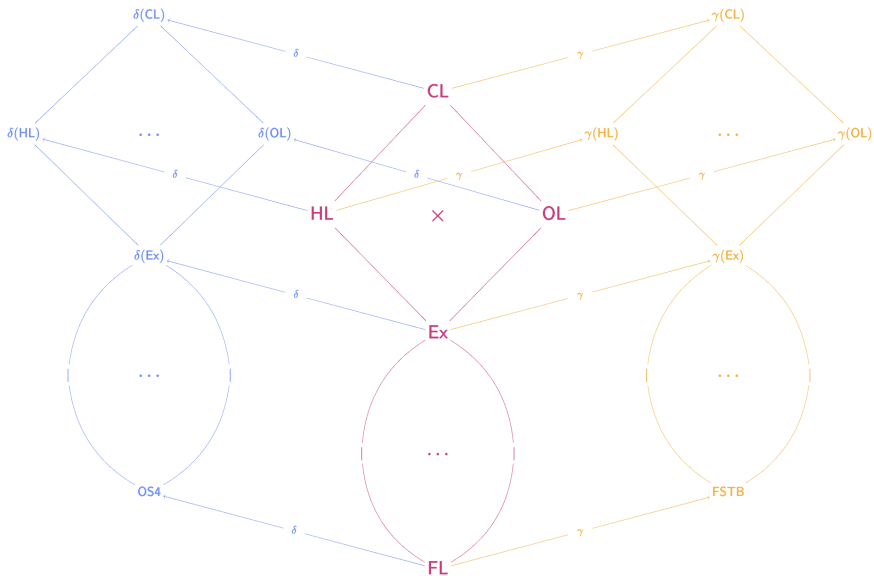 δ(CL) γ(CL)
δ γ
CL
δ(HL) ... δ(OL) γ(HL) ... γ(OL)
δ γ δ γ
HL × OL
δ(Ex) γ(Ex)
δ γ
Ex
... ...
...
OS4 FSTB
δ γ
FL